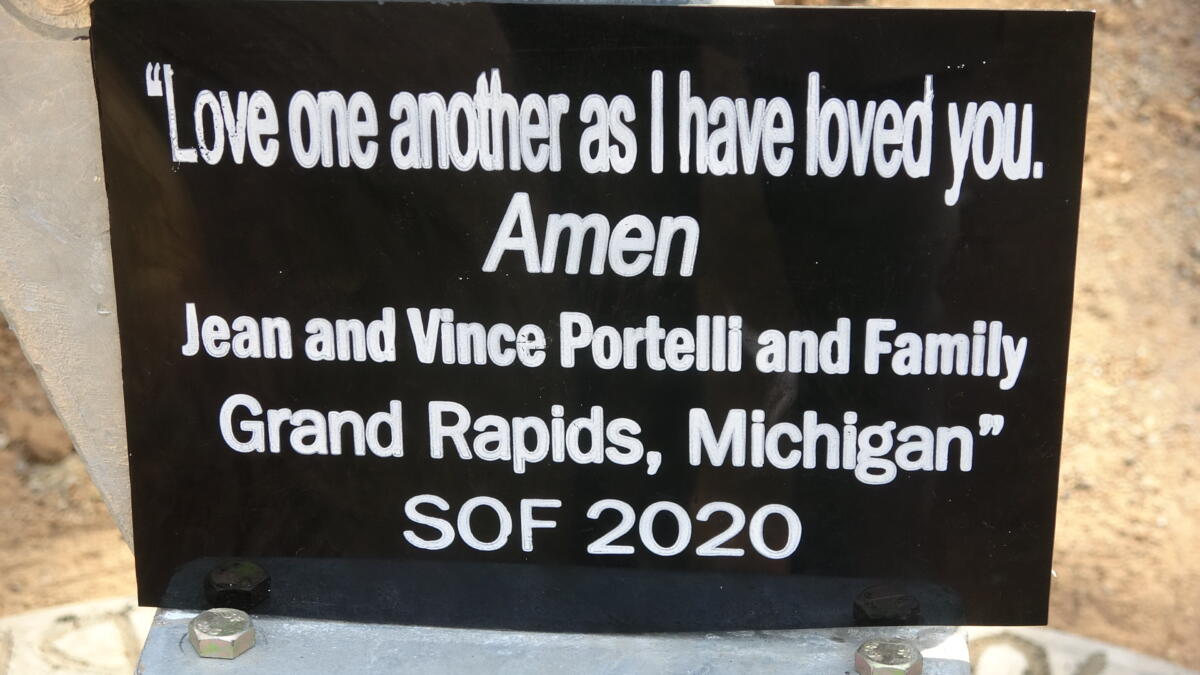 “Love one another as I have loved you.
Amen
Jean and Vince Portelli and Family
Grand Rapids, Michigan”
SOF 2020